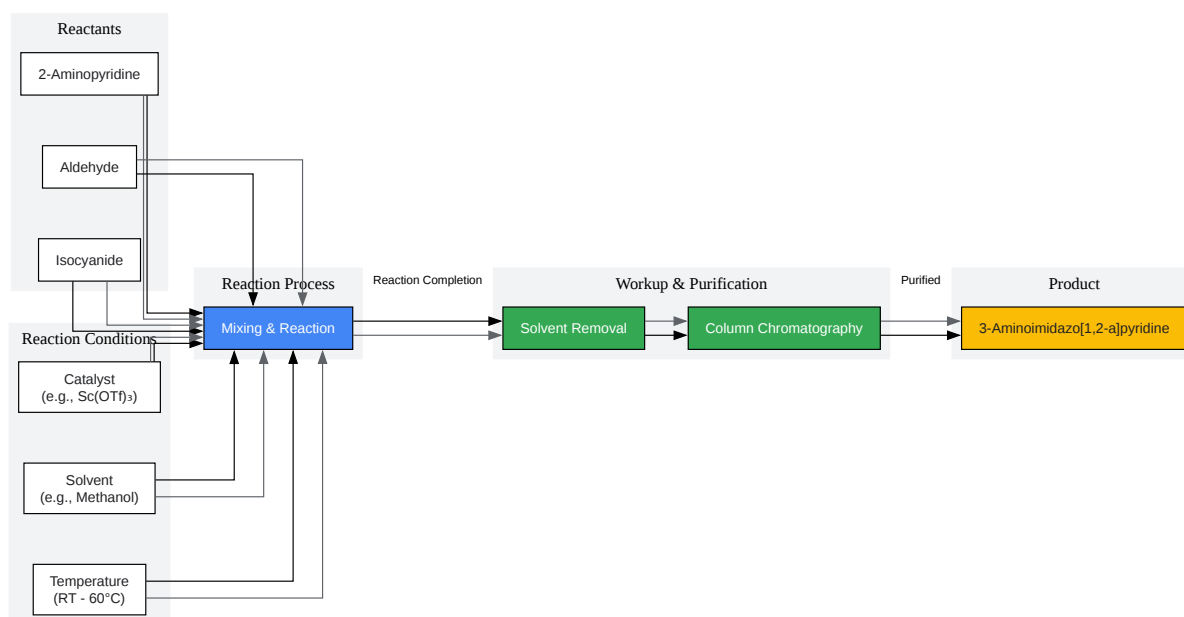 Reactants
2-Aminopyridine
Aldehyde
Isocyanide
Reaction Process
Reaction Completion
Workup & Purification
Purified
Product
Mixing & Reaction
Solvent Removal
Column Chromatography
3-Aminoimidazo[1,2-a]pyridine
Reaction Conditions
Catalyst
(e.g., Sc(OTf)₃)
Solvent
(e.g., Methanol)
Temperature
(RT - 60°C)